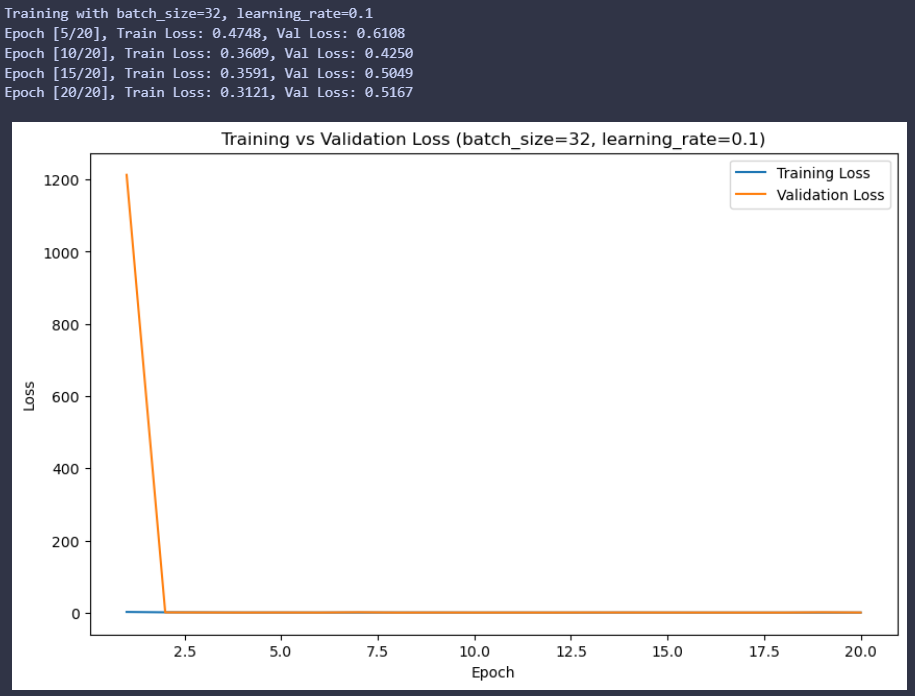 Training with batch_size=32, learning_rate=0.1
Epoch [5/20], Train Loss: 0.4748, Val Loss: 0.6108
Epoch [10/20], Train Loss: 0.3609, Val Loss: 0.4250
Epoch [15/20], Train Loss: 0.3591, Val Loss: 0.5049
Epoch [20/20], Train Loss: 0.3121, Val Loss: 0.5167
Training vs Validation Loss (batch_size=32, learning_rate=0.1)
Training Loss
Validation Loss
1200
1000
800
600
400
200
0
Loss
2.5 5.0 7.5 10.0 12.5 15.0 17.5 20.0
Epoch